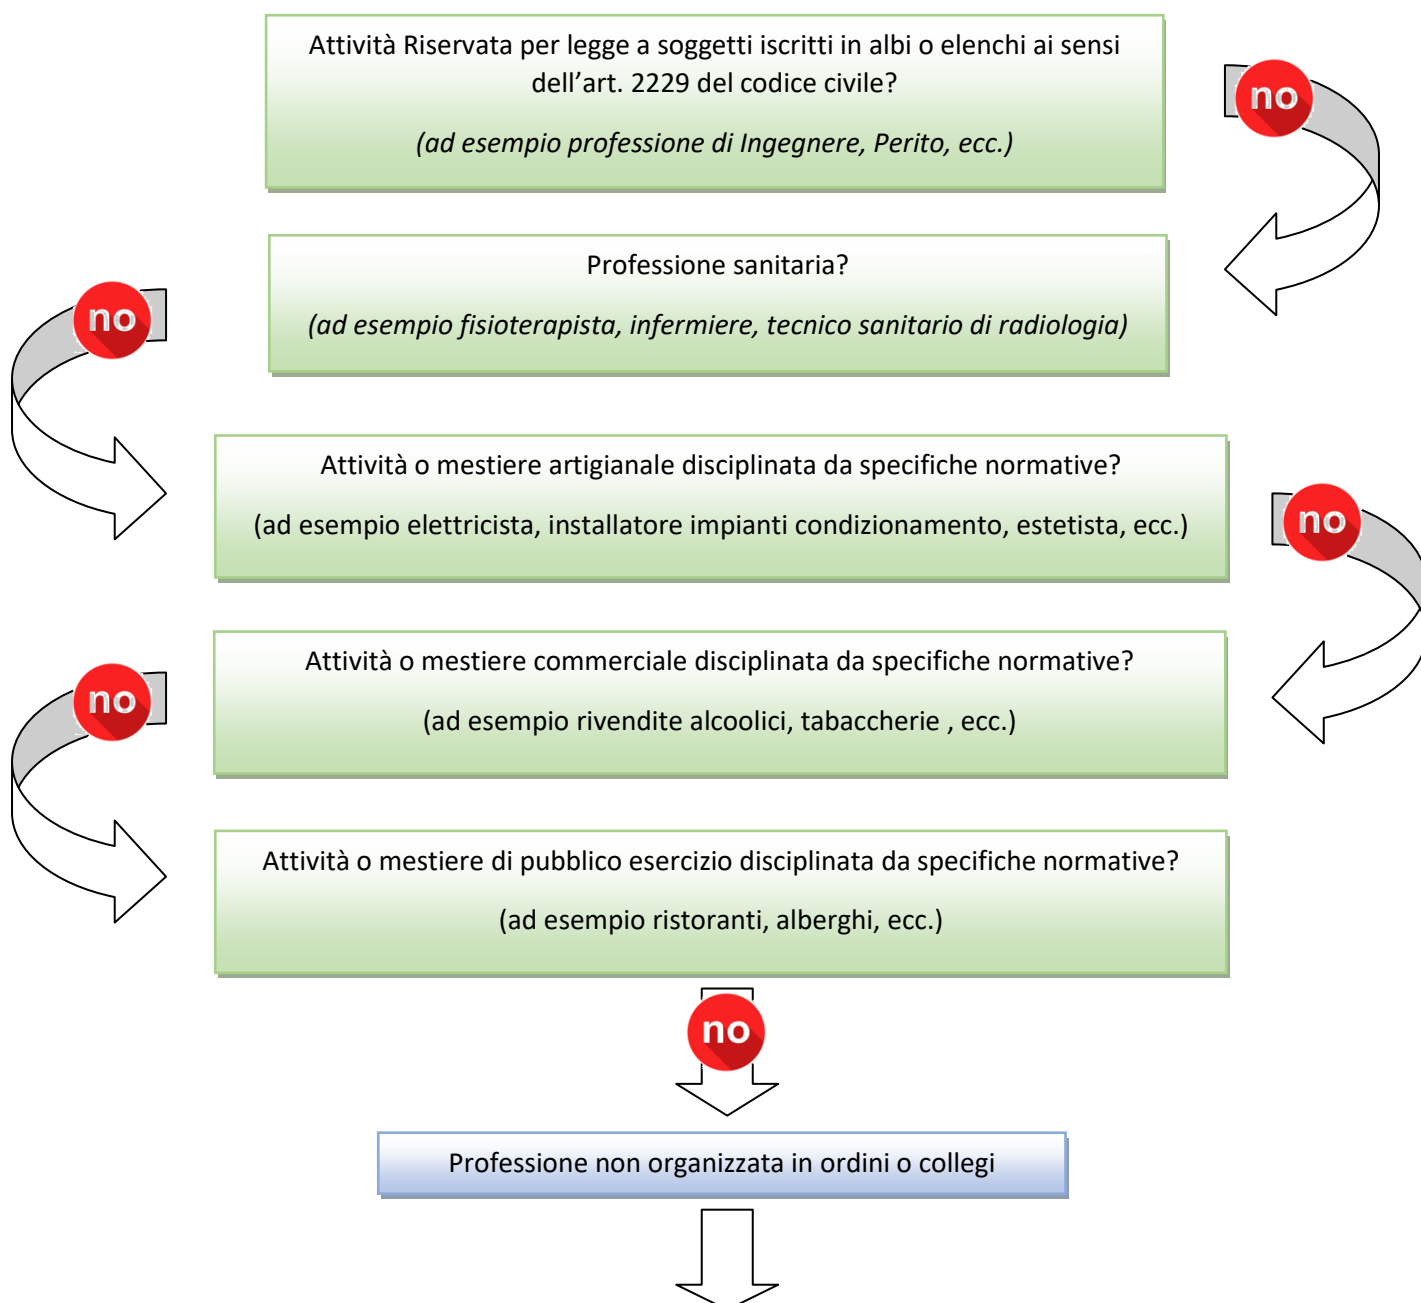 Attività Riservata per legge a soggetti iscritti in albi o elenchi ai sensi
dell’art. 2229 del codice civile?
(ad esempio professione di Ingegnere, Perito, ecc.)
no
Professione sanitaria?
(ad esempio fisioterapista, infermiere, tecnico sanitario di radiologia)
no
Attività o mestiere artigianale disciplinata da specifiche normative?
(ad esempio elettricista, installatore impianti condizionamento, estetista, ecc.)
no
Attività o mestiere commerciale disciplinata da specifiche normative?
(ad esempio rivendite alcoolici, tabaccherie , ecc.)
no
Attività o mestiere di pubblico esercizio disciplinata da specifiche normative?
(ad esempio ristoranti, alberghi, ecc.)
no
Professione non organizzata in ordini o collegi